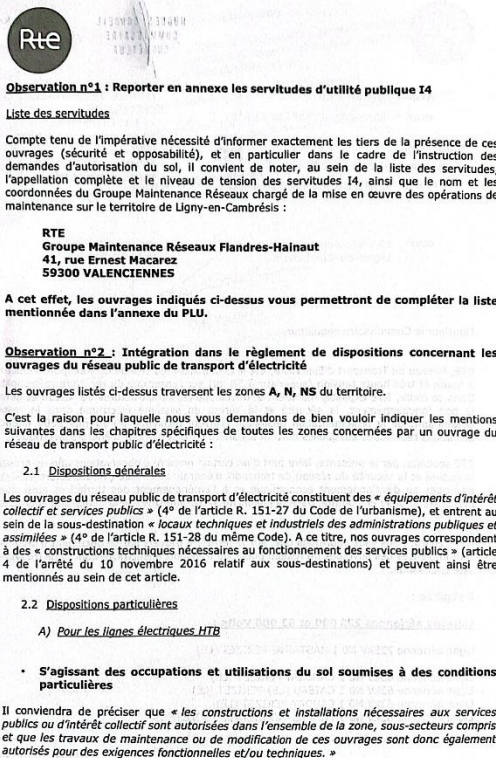 Rte
Observation n°1 : Reporter en annexe les servitudes d'utilité publique I4
Liste des servitudes
Compte tenu de l'impérative nécessité d'informer exactement les tiers de la présence de ces
ouvrages (sécurité et opposabilité), et en particulier dans le cadre de l'instruction des
demandes d'autorisation du sol, il convient de noter, au sein de la liste des servitudes,
l'appellation complète et le niveau de tension des servitudes I4, ainsi que le nom et les
coordonnées du Groupe Maintenance Réseaux chargé de la mise en œuvre des opérations de
maintenance sur le territoire de Ligny-en-Cambrésis :
RTE
Groupe Maintenance Réseaux Flandres-Hainaut
41, rue Ernest Macarez
59300 VALENCIENNES
A cet effet, les ouvrages indiqués ci-dessus vous permettront de compléter la liste
mentionnée dans l'annexe du PLU.
Observation n°2 : Intégration dans le règlement de dispositions concernant les
ouvrages du réseau public de transport d'électricité
Les ouvrages listés ci-dessus traversent les zones A, N, NS du territoire.
C'est la raison pour laquelle nous vous demandons de bien vouloir indiquer les mentions
suivantes dans les chapitres spécifiques de toutes les zones concernées par un ouvrage du
réseau de transport public d'électricité :
2.1 Dispositions générales
Les ouvrages du réseau public de transport d'électricité constituent des « équipements d'intérêt
collectif et services publics » (4° de l'article R. 151-27 du Code de l'urbanisme), et entrent au
sein de la sous-destination « locaux techniques et industriels des administrations publiques et
assimilées » (4° de l'article R. 151-28 du même Code). A ce titre, nos ouvrages correspondent
à des « constructions techniques nécessaires au fonctionnement des services publics » (article
4 de l'arrêté du 10 novembre 2016 relatif aux sous-destinations) et peuvent ainsi être
mentionnés au sein de cet article.
2.2 Dispositions particulières
A) Pour les lignes électriques HTB
• S'agissant des occupations et utilisations du sol soumises à des conditions
particulières
Il conviendra de préciser que « les constructions et installations nécessaires aux services
publics ou d'intérêt collectif sont autorisées dans l'ensemble de la zone, sous-secteurs compris
et que les travaux de maintenance ou de modification de ces ouvrages sont donc également
autorisés pour des exigences fonctionnelles et/ou techniques. »